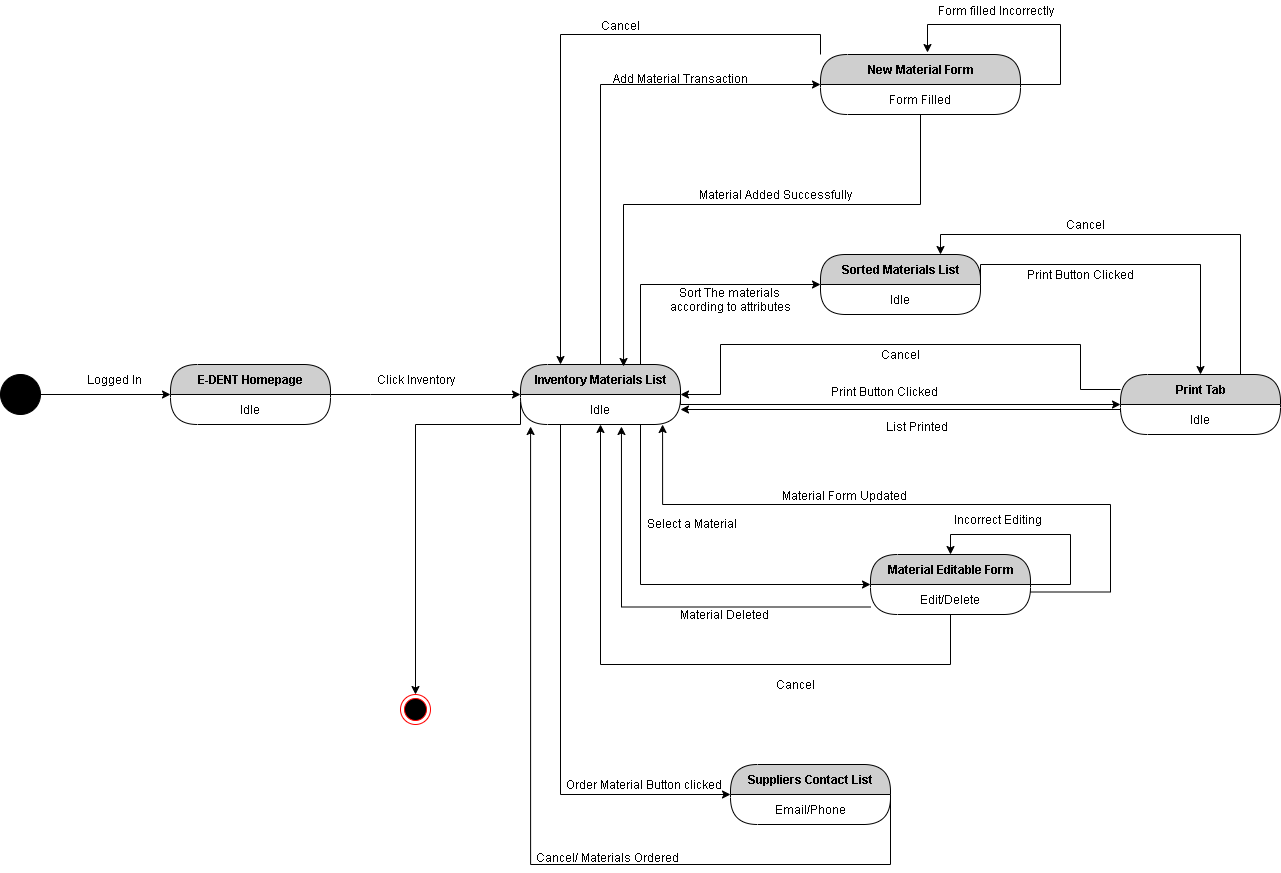 Form filled Incorrectly
Cancel
New Material Form
Add Material Transaction
Form Filled
Material Added Successfully
Cancel
Sorted Materials List
Print Button Clicked
Sort The materials
according to attributes
Idle
Cancel
Logged In
E-DENT Homepage
Click Inventory
Inventory Materials List
Print Button Clicked
Print Tab
Idle
Idle
Idle
List Printed
Material Form Updated
Select a Material
Incorrect Editing
Material Editable Form
Edit/Delete
Material Deleted
Cancel
Order Material Button clicked
Suppliers Contact List
Email/Phone
Cancel/ Materials Ordered